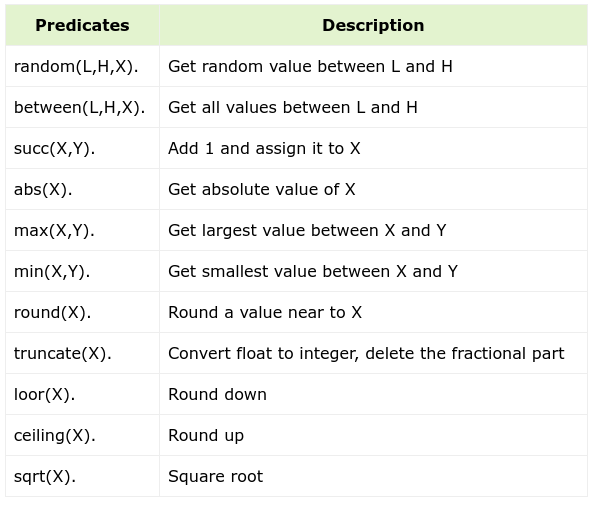 Predicates Description
random(L,H,X). Get random value between L and H
between(L,H,X). Get all values between L and H
succ(X,Y). Add 1 and assign it to X
abs(X). Get absolute value of X
max(X,Y). Get largest value between X and Y
min(X,Y). Get smallest value between X and Y
round(X). Round a value near to X
truncate(X). Convert float to integer, delete the fractional part
loor(X). Round down
ceiling(X). Round up
sqrt(X). Square root